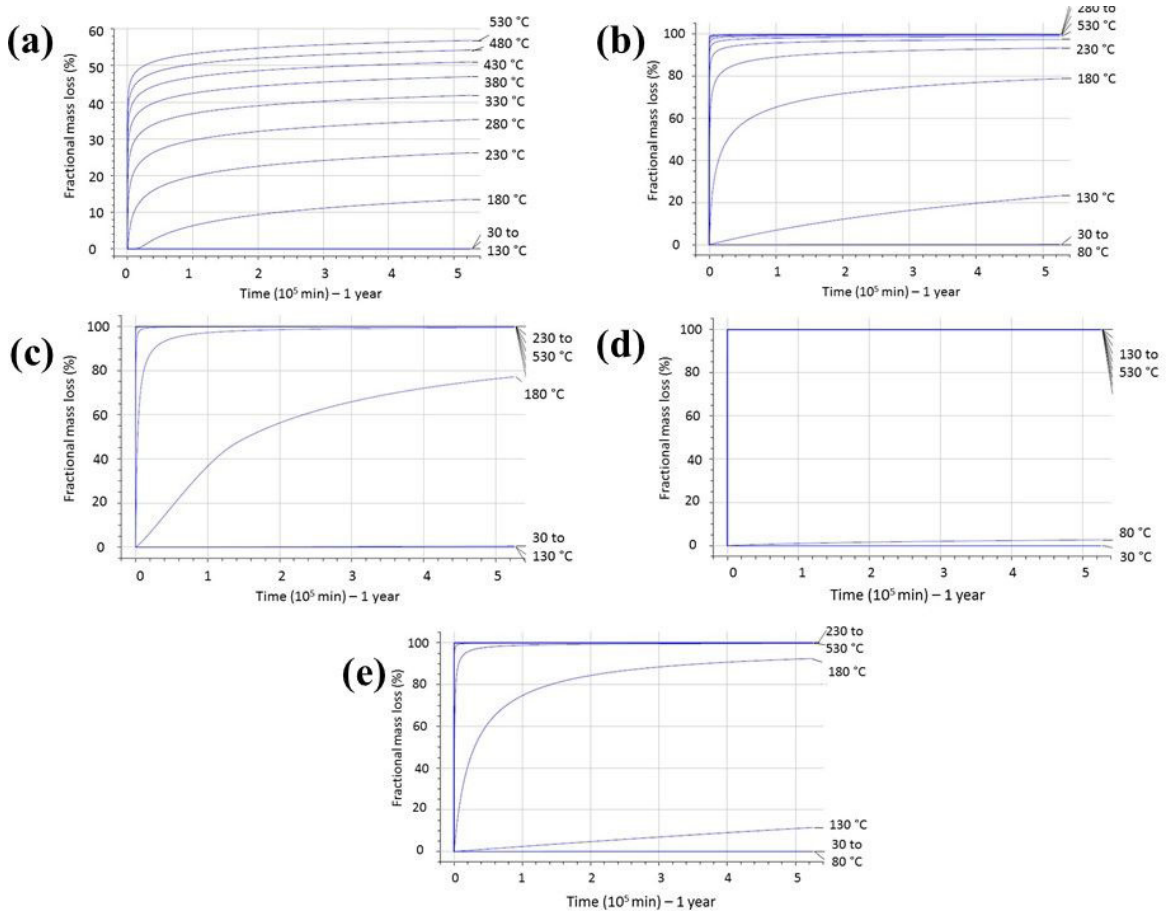 (a)
Fractional mass loss (%)
60
50
40
30
20
10
0
530 °C
480 °C
430 °C
380 °C
330 °C
280 °C
230 °C
180 °C
30 to
130 °C
0 1 2 3 4 5
Time (10⁵ min) – 1 year
(b)
Fractional mass loss (%)
100
80
60
40
20
0
280 to
530 °C
230 °C
180 °C
130 °C
30 to
80 °C
0 1 2 3 4 5
Time (10⁵ min) – 1 year
(c)
Fractional mass loss (%)
100
80
60
40
20
0
230 to
530 °C
180 °C
30 to
130 °C
0 1 2 3 4 5
Time (10⁵ min) – 1 year
(d)
Fractional mass loss (%)
100
80
60
40
20
0
130 to
530 °C
80 °C
30 °C
0 1 2 3 4 5
Time (10⁵ min) – 1 year
(e)
Fractional mass loss (%)
100
80
60
40
20
0
230 to
530 °C
180 °C
130 °C
30 to
80 °C
0 1 2 3 4 5
Time (10⁵ min) – 1 year